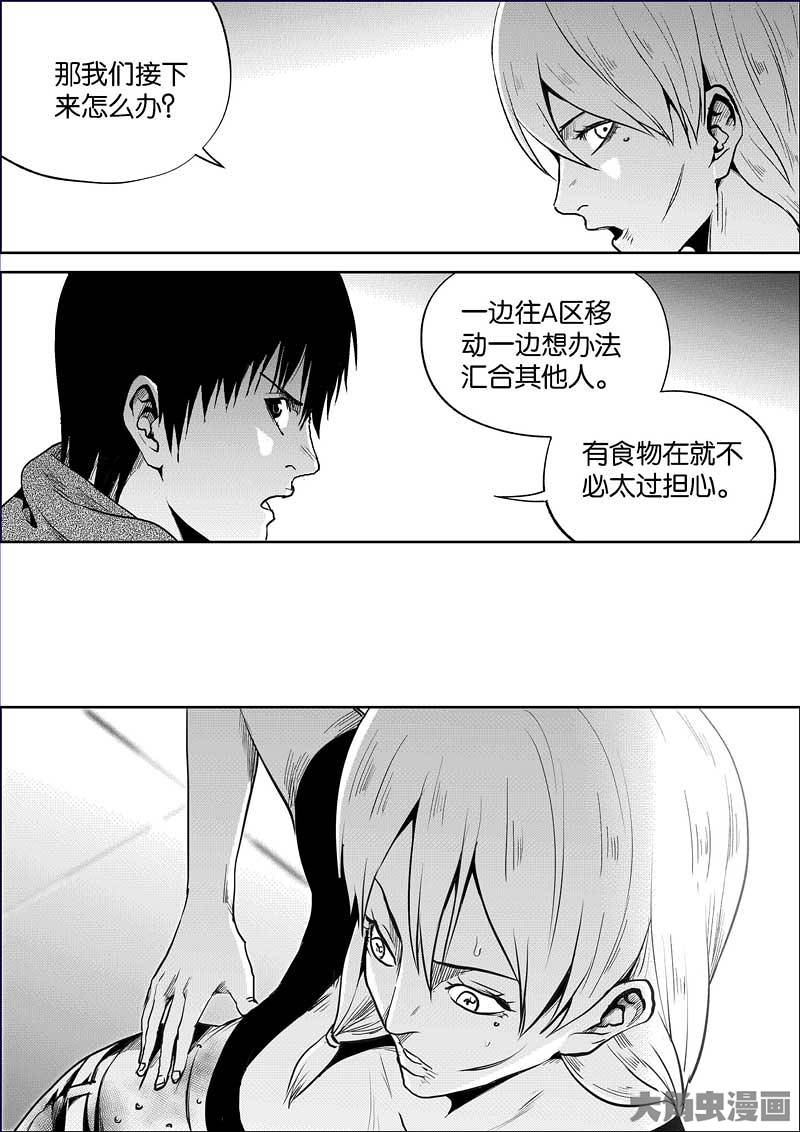 那我们接下
来怎么办?
一边往A区移
动一边想办法
汇合其他人。
有食物在就不
必太过担心。
大角虫漫画